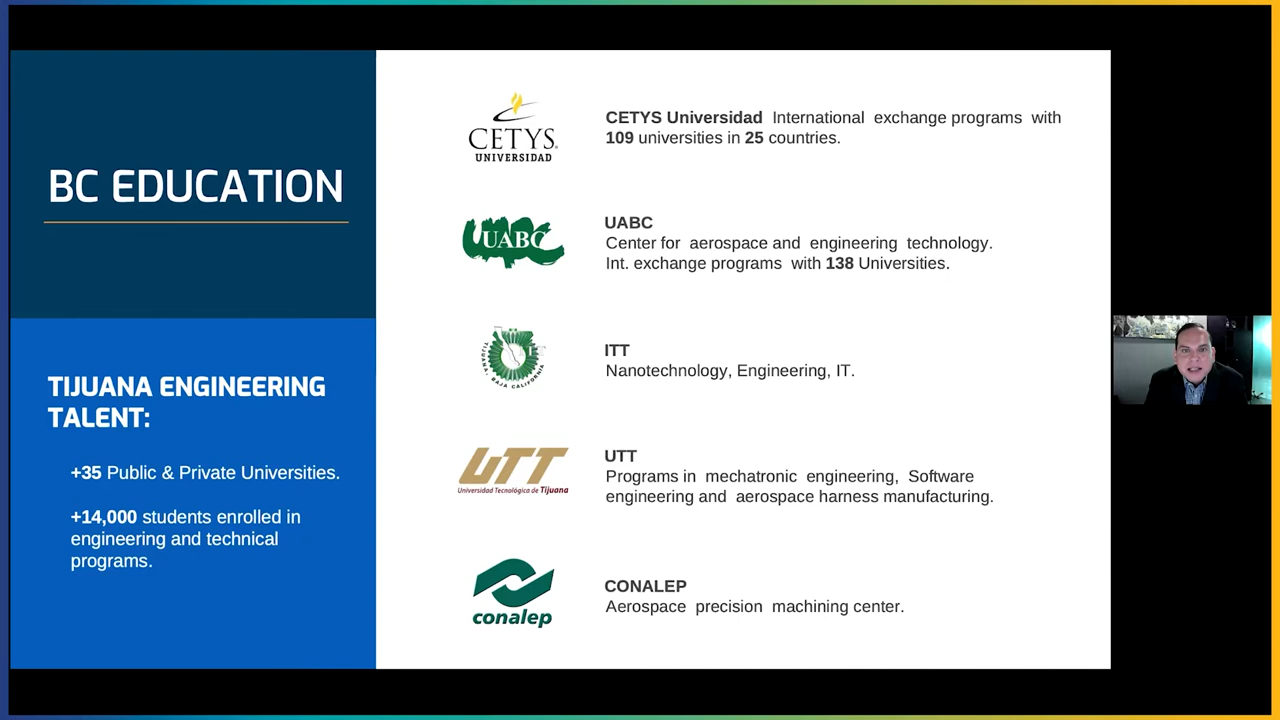 BC EDUCATION
TIJUANA ENGINEERING
TALENT:
+35 Public & Private Universities.
+14,000 students enrolled in
engineering and technical
programs.
CETYS
UNIVERSIDAD
CETYS Universidad International exchange programs with
109 universities in 25 countries.
UABC
UABC
Center for aerospace and engineering technology.
Int. exchange programs with 138 Universities.
TIJUANA, BAJA CALIFORNIA
ITT
Nanotechnology, Engineering, IT.
UTT
Universidad Tecnológica de Tijuana
UTT
Programs in mechatronic engineering, Software
engineering and aerospace harness manufacturing.
conalep
CONALEP
Aerospace precision machining center.